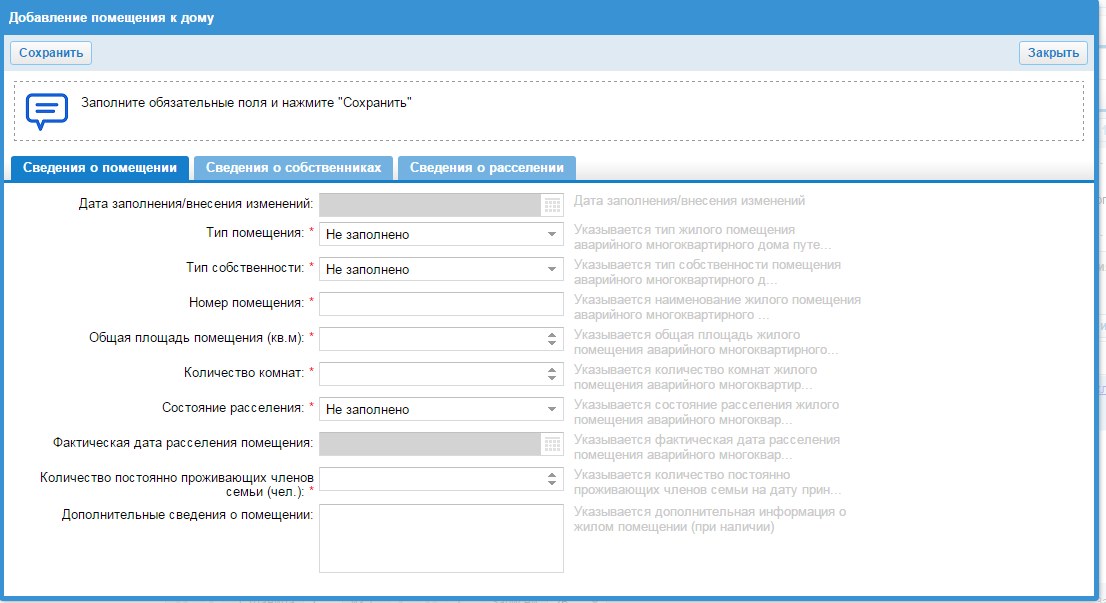 Добавление помещения к дому
Сохранить
Закрыть
Заполните обязательные поля и нажмите "Сохранить"
Сведения о помещении
Сведения о собственниках
Сведения о расселении
Дата заполнения/внесения изменений:
Дата заполнения/внесения изменений
Тип помещения: *
Не заполнено
Указывается тип жилого помещения
аварийного многоквартирного дома путе...
Тип собственности: *
Не заполнено
Указывается тип собственности помещения
аварийного многоквартирного д...
Номер помещения: *
Указывается наименование жилого помещения
аварийного многоквартирного ...
Общая площадь помещения (кв.м): *
Указывается общая площадь жилого
помещения аварийного многоквартирного...
Количество комнат: *
Указывается количество комнат жилого
помещения аварийного многоквартир...
Состояние расселения: *
Не заполнено
Указывается состояние расселения жилого
помещения аварийного многоквар...
Фактическая дата расселения помещения:
Указывается фактическая дата расселения
помещения аварийного многоквар...
Количество постоянно проживающих членов
семьи (чел.): *
Указывается количество постоянно
проживающих членов семьи на дату прин...
Дополнительные сведения о помещении:
Указывается дополнительная информация о
жилом помещении (при наличии)